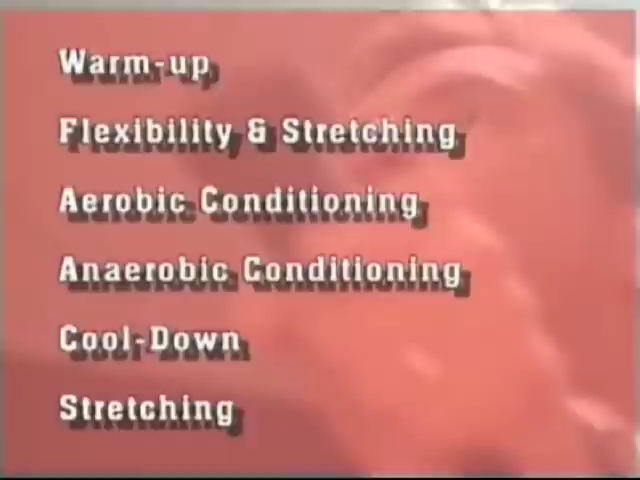 Warm-up
Flexibility & Stretching
Aerobic Conditioning
Anaerobic Conditioning
Cool-Down
Stretching